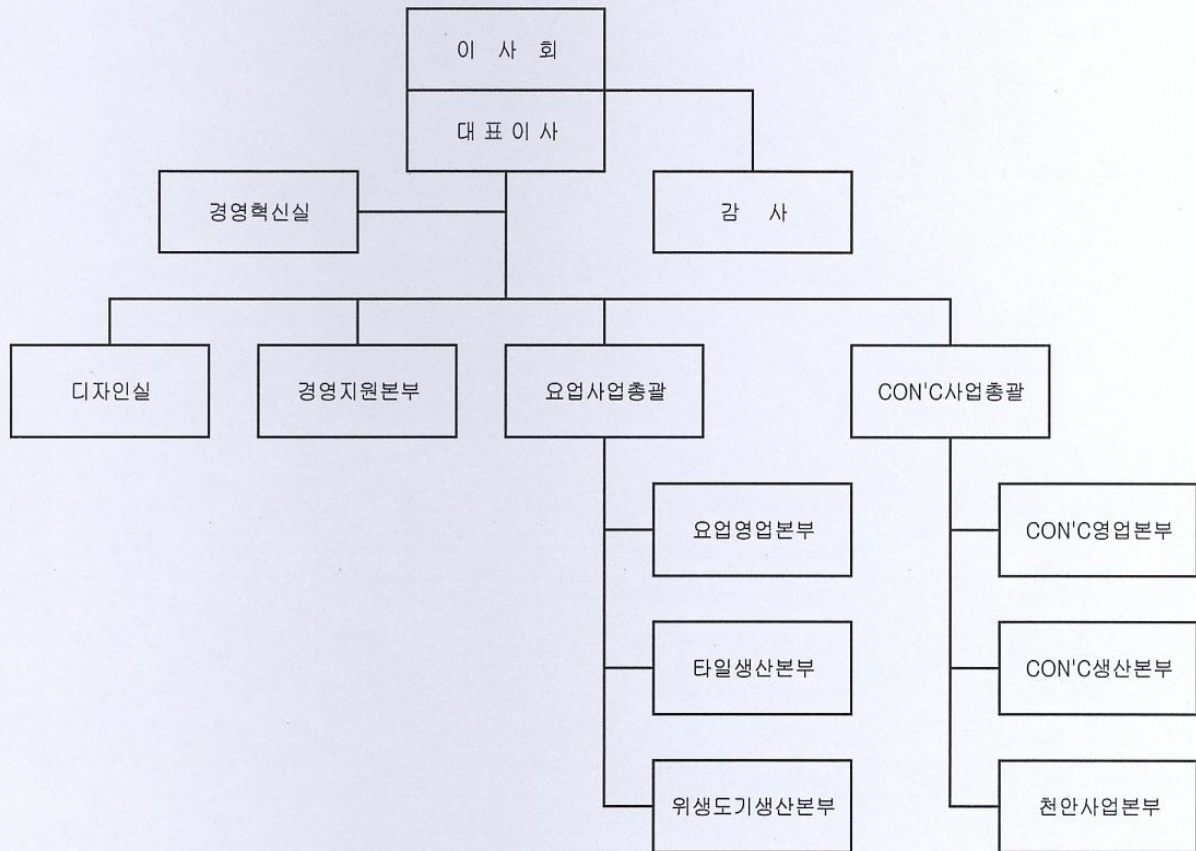 이 사 회
대 표 이 사
경영혁신실
감 사
디자인실
경영지원본부
요업사업총괄
CON'C사업총괄
요업영업본부
CON'C영업본부
타일생산본부
CON'C생산본부
위생도기생산본부
천안사업본부